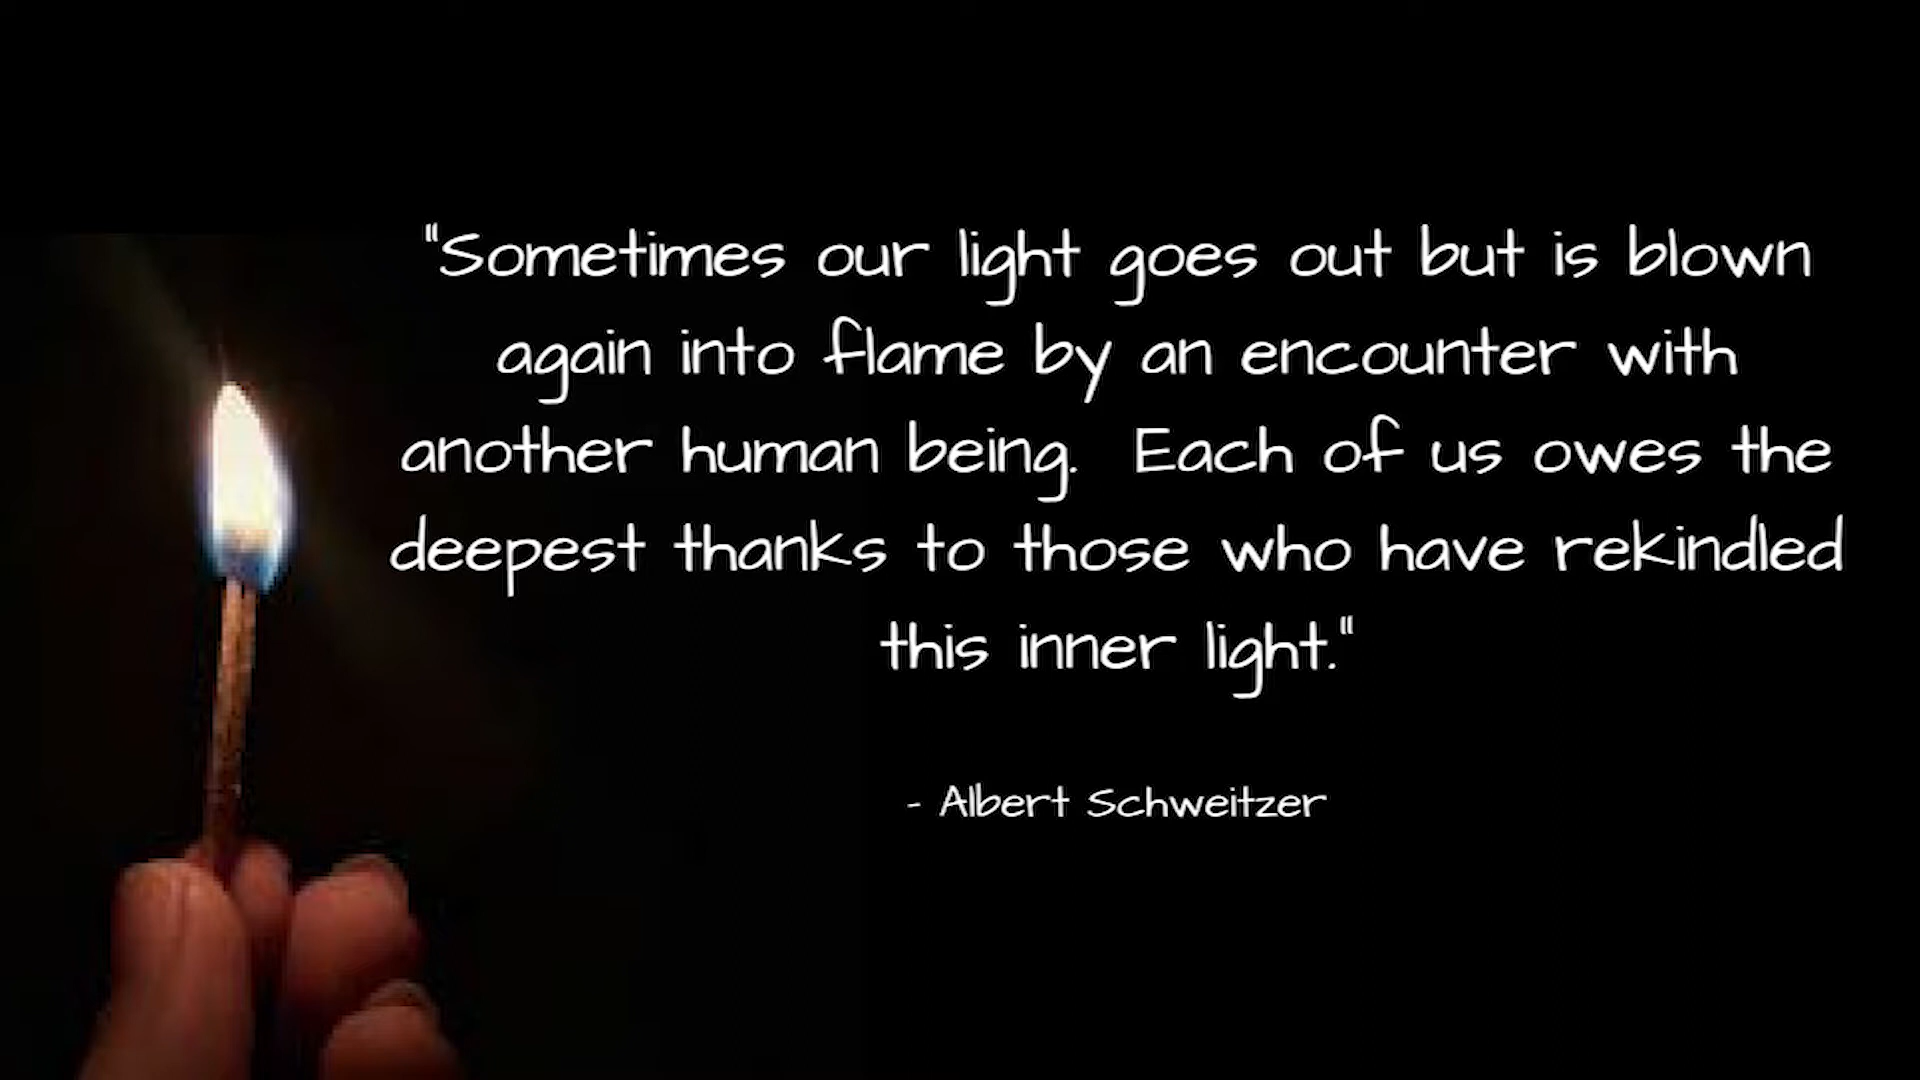 "Sometimes our light goes out but is blown
again into flame by an encounter with
another human being. Each of us owes the
deepest thanks to those who have rekindled
this inner light."
- Albert Schweitzer